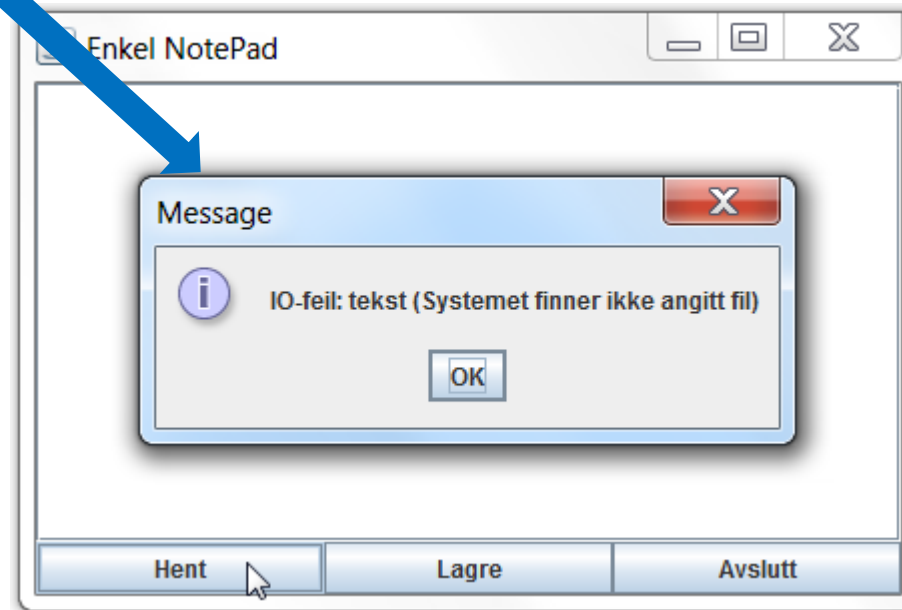 Enkel NotePad
Message
IO-feil: tekst (Systemet finner ikke angitt fil)
OK
Hent Lagre Avslutt